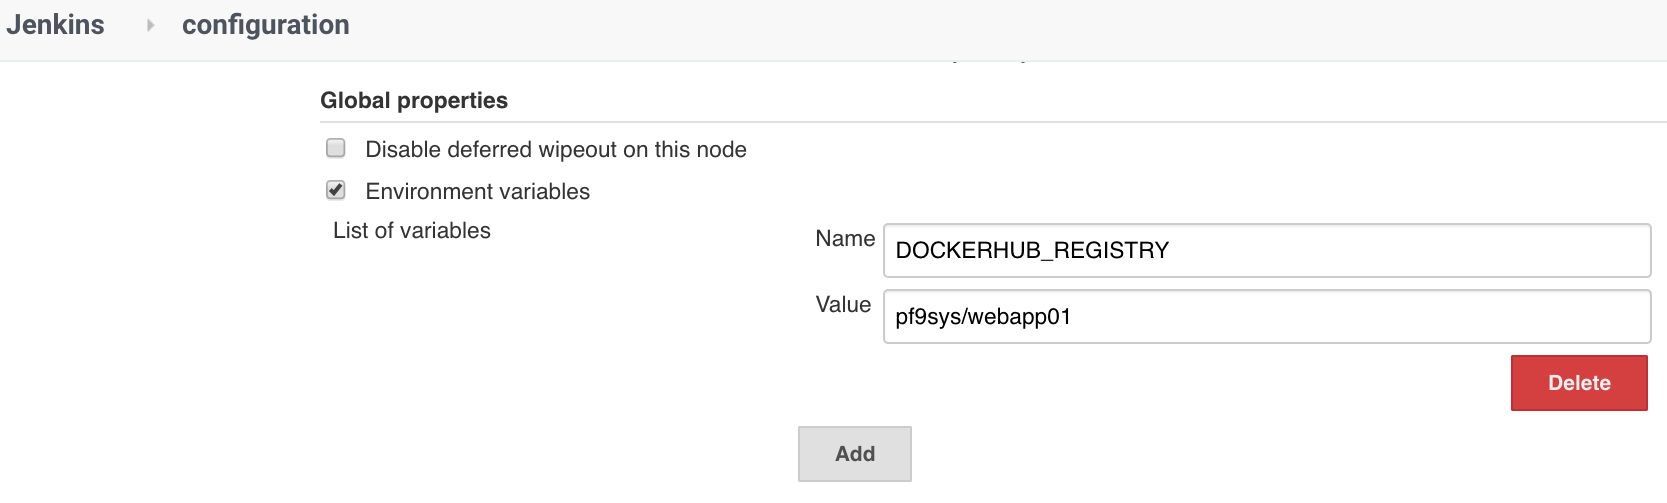 Jenkins configuration
Global properties
Disable deferred wipeout on this node
Environment variables
List of variables
Name DOCKERHUB_REGISTRY
Value pf9sys/webapp01
Delete
Add